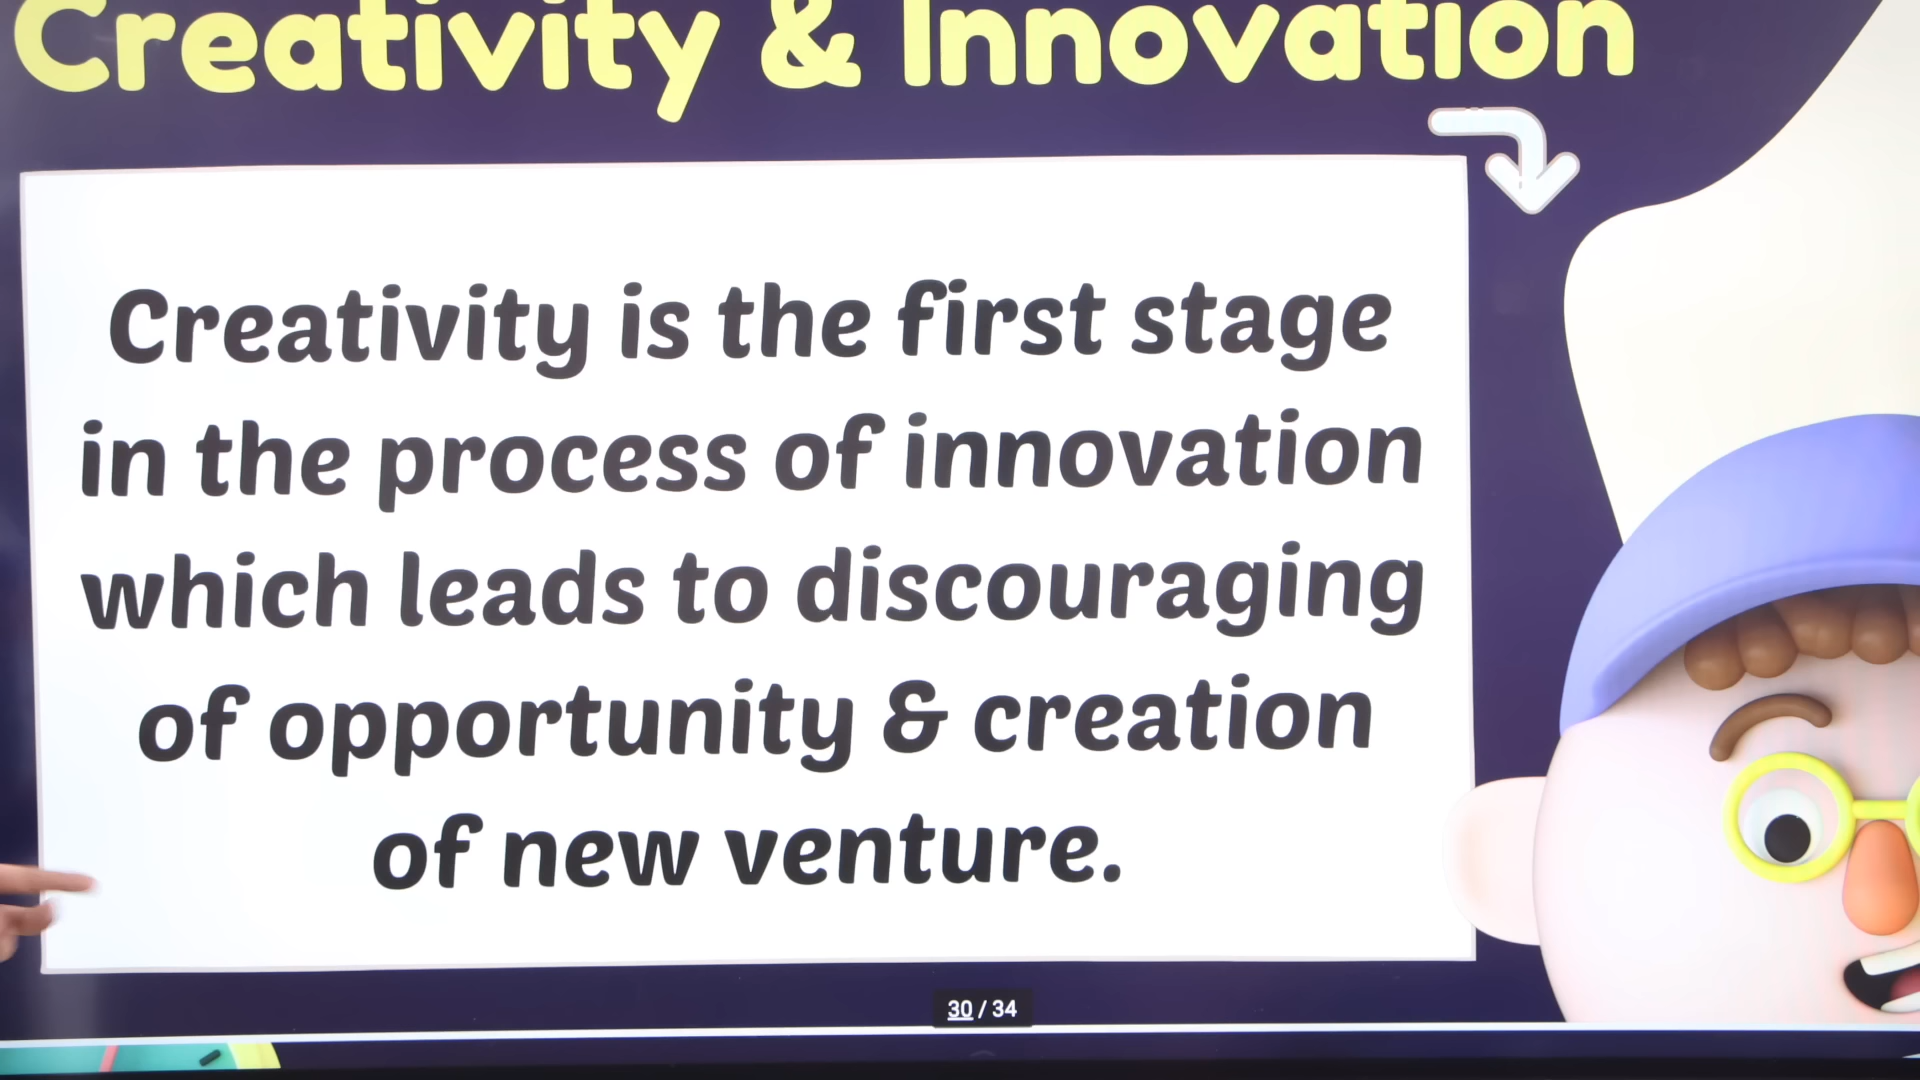 Creativity & Innovation
Creativity is the first stage
in the process of innovation
which leads to discouraging
of opportunity & creation
of new venture.
30 / 34